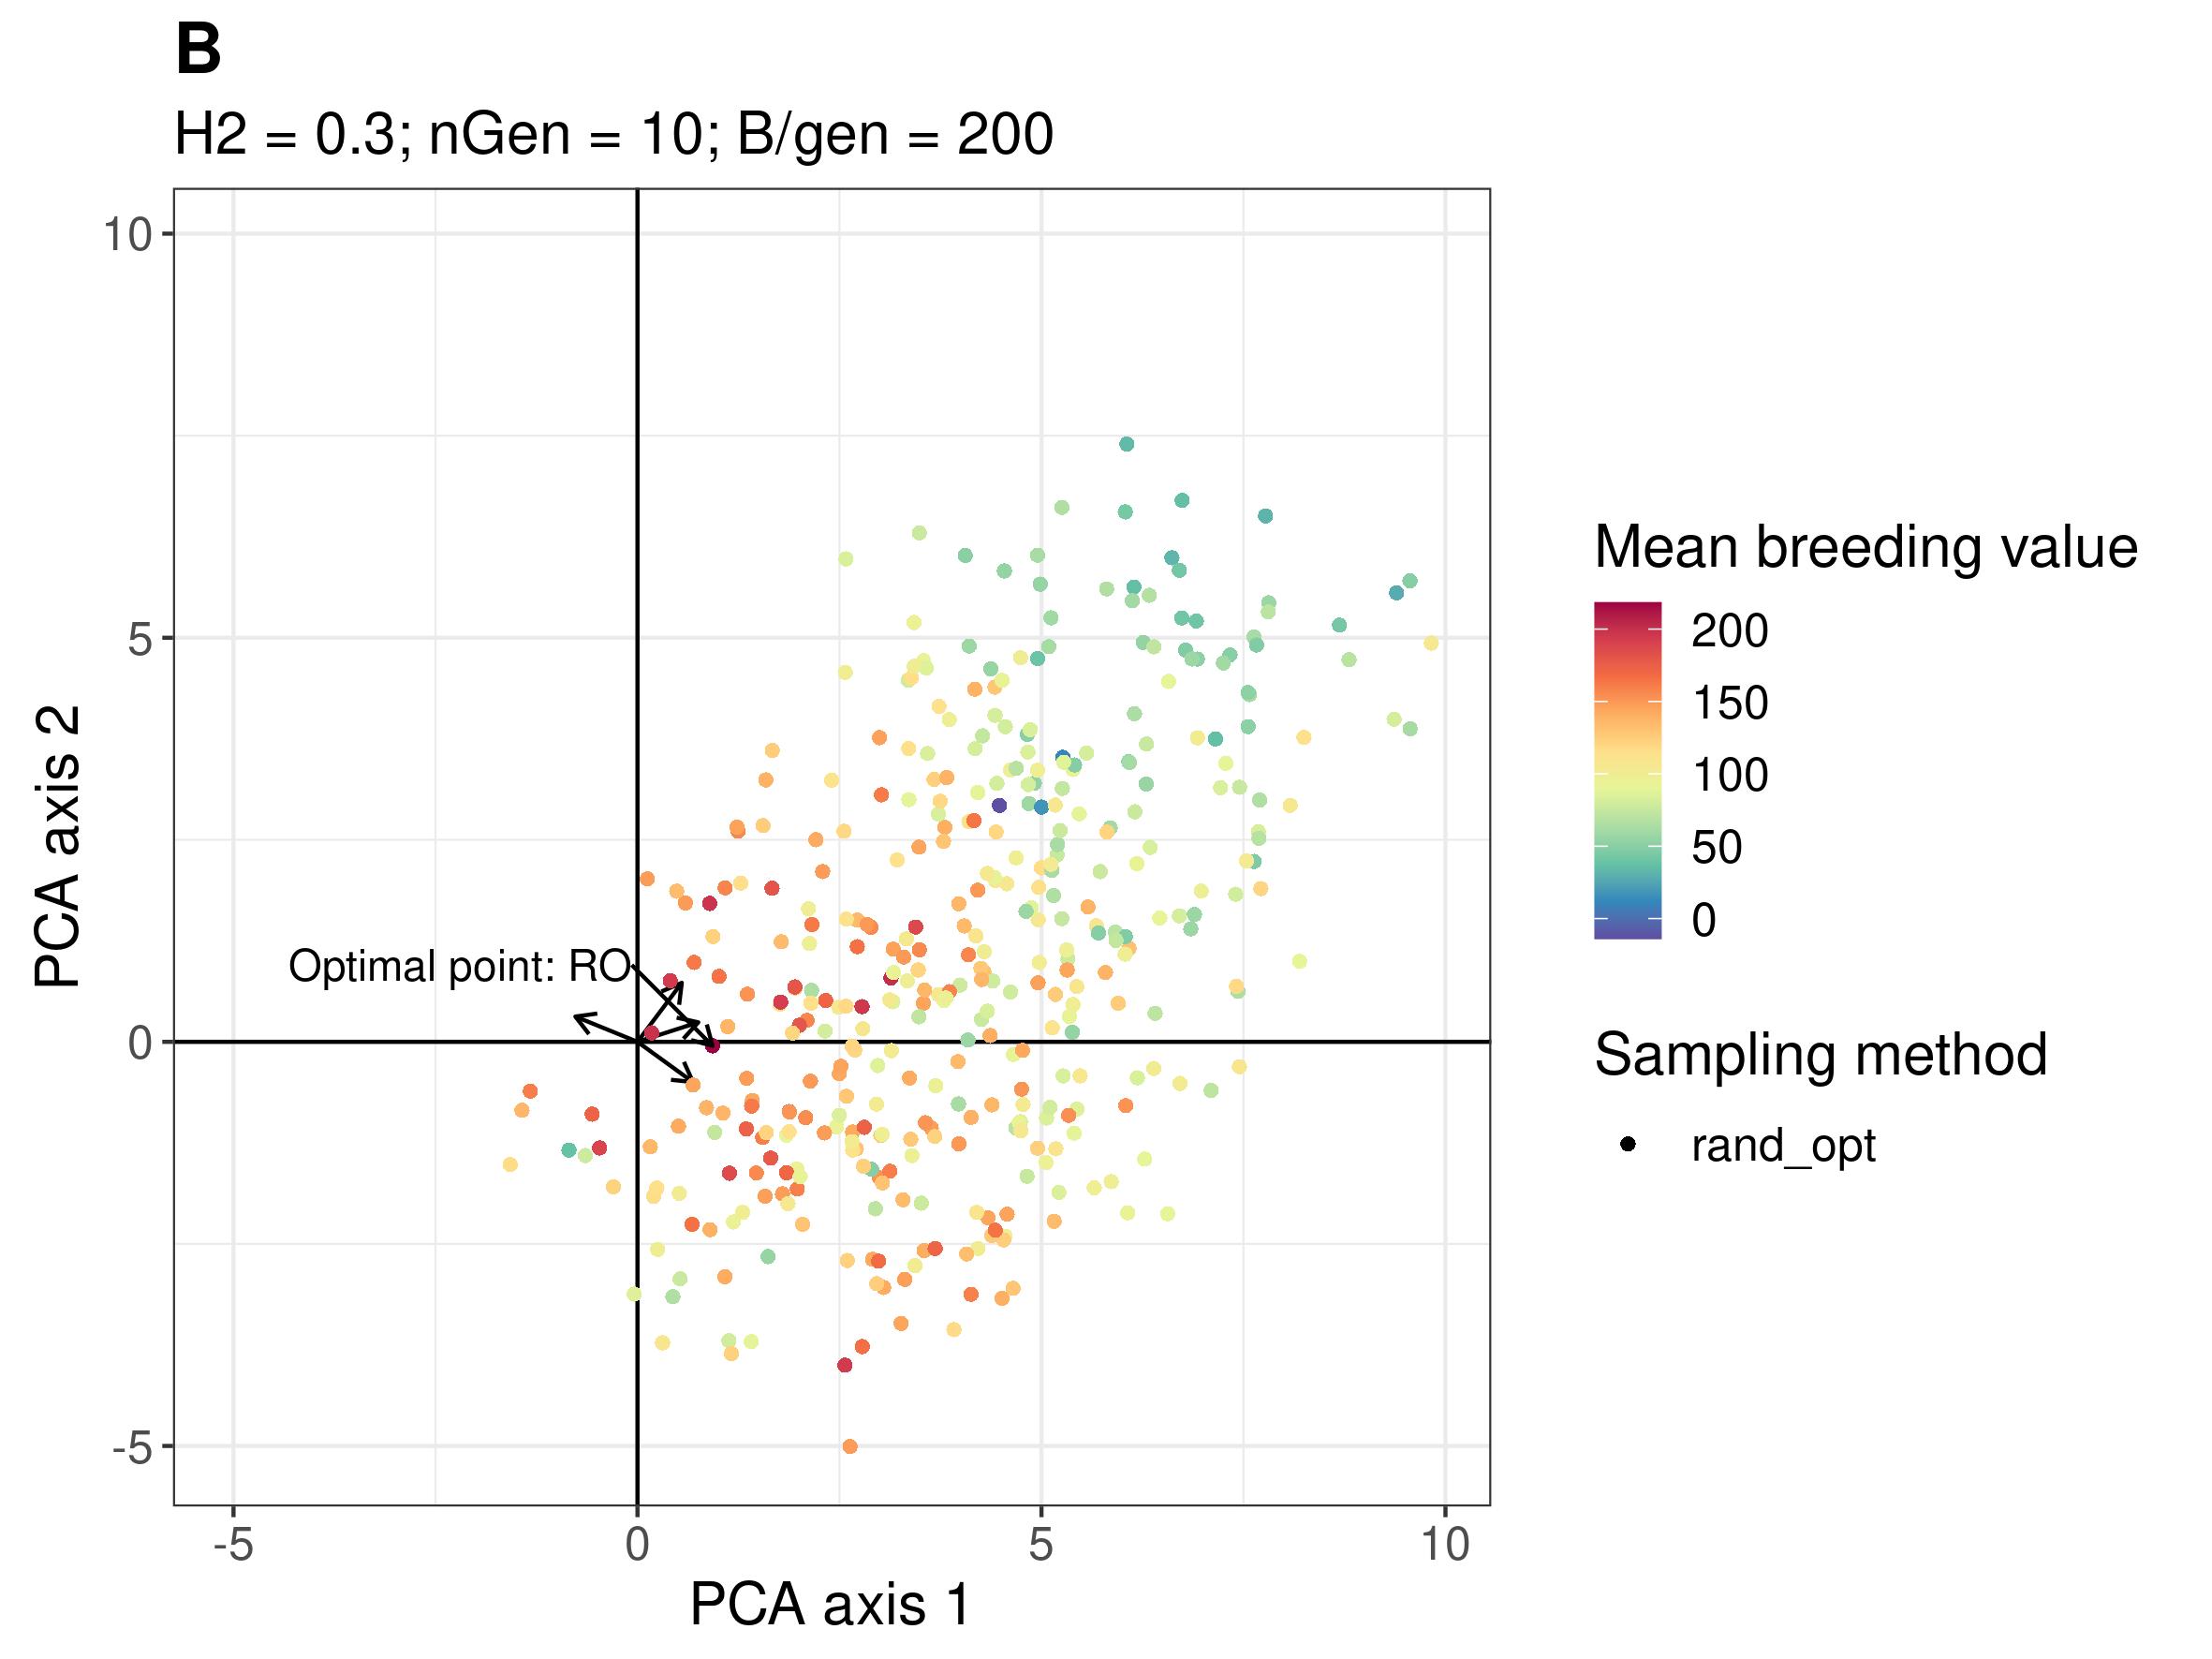 B
H2 = 0.3; nGen = 10; B/gen = 200
10
5
0
-5
PCA axis 2
Optimal point: RO
-5
0
5
10
PCA axis 1
Mean breeding value
200
150
100
50
0
Sampling method
rand_opt